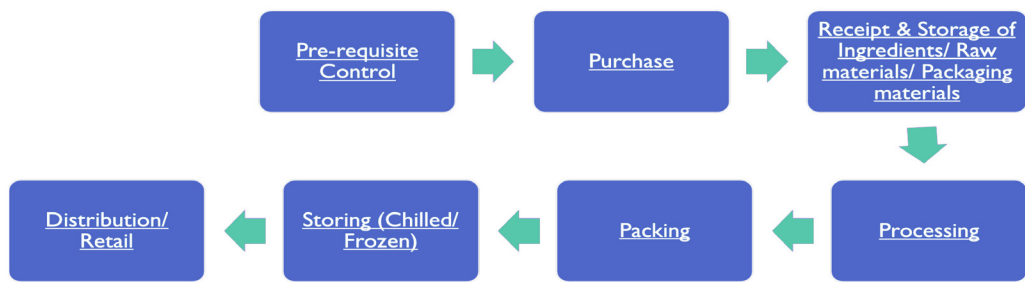 Pre-requisite
Control
Purchase
Receipt & Storage of
Ingredients/ Raw
materials/ Packaging
materials
Processing
Packing
Storing (Chilled/
Frozen)
Distribution/
Retail